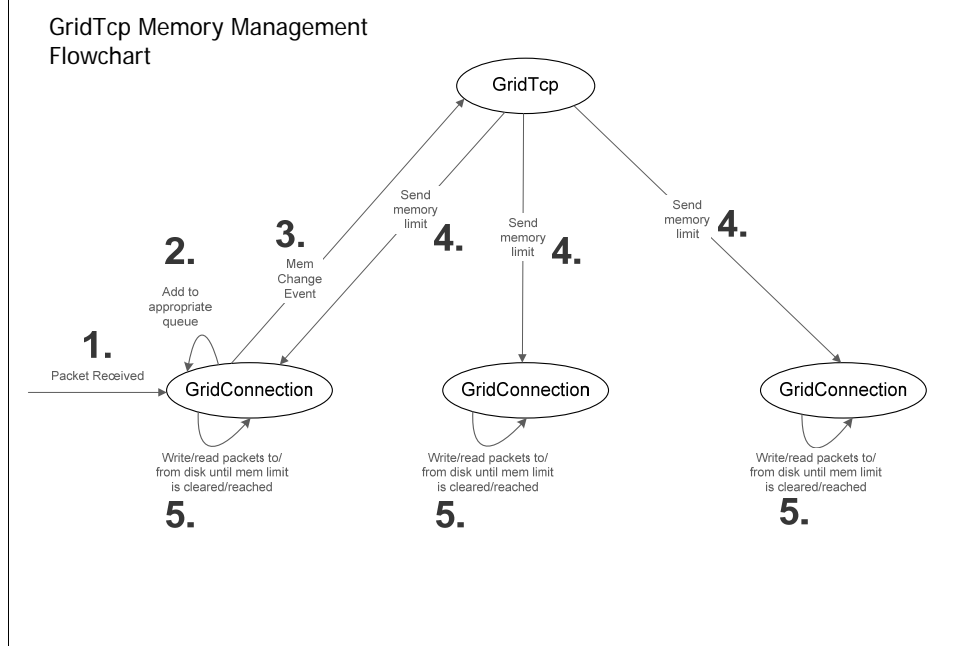 GridTcp Memory Management
Flowchart
GridTcp
Send
memory
limit
4.
Send
memory
limit
4.
Send
memory
limit
4.
3.
Mem
Change
Event
2.
Add to
appropriate
queue
1.
Packet Received
GridConnection
GridConnection
GridConnection
Write/read packets to/
from disk until mem limit
is cleared/reached
5.
Write/read packets to/
from disk until mem limit
is cleared/reached
5.
Write/read packets to/
from disk until mem limit
is cleared/reached
5.